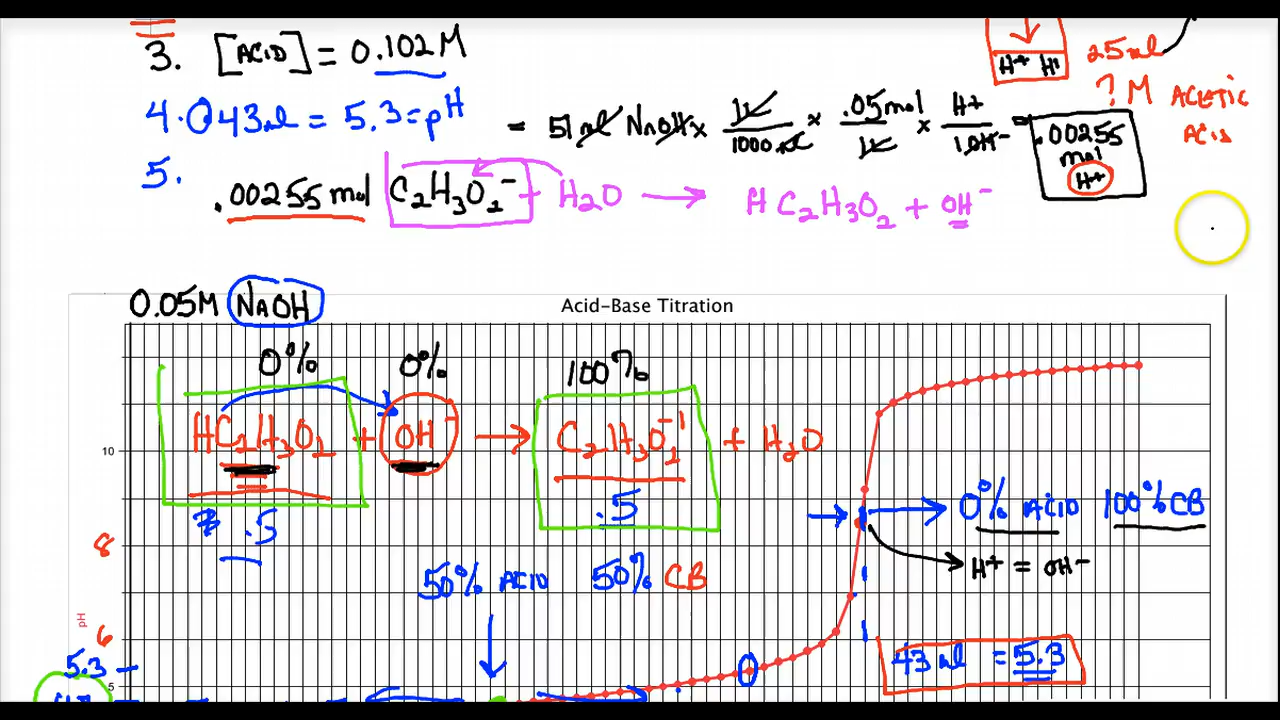 3. [ACID] = 0.102 M
H+ H+
25 ml
? M ACETIC ACID
4. @ 43 ml = 5.3 = pH
= 51 ml NaOH x 1L/1000 mL x .05 mol/1L x H+/1 OH- = .00255 mol H+
5. .00255 mol C2H3O2- + H2O → HC2H3O2 + OH-
0.05M NaOH
Acid-Base Titration
0% 0% 100%
HC2H3O2 + OH- → C2H3O2-1 + H2O
.5 .5
10
0% ACID 100% CB
H+ = OH-
8
50% ACID 50% CB
pH
6
5.3
43 ml = 5.3
5